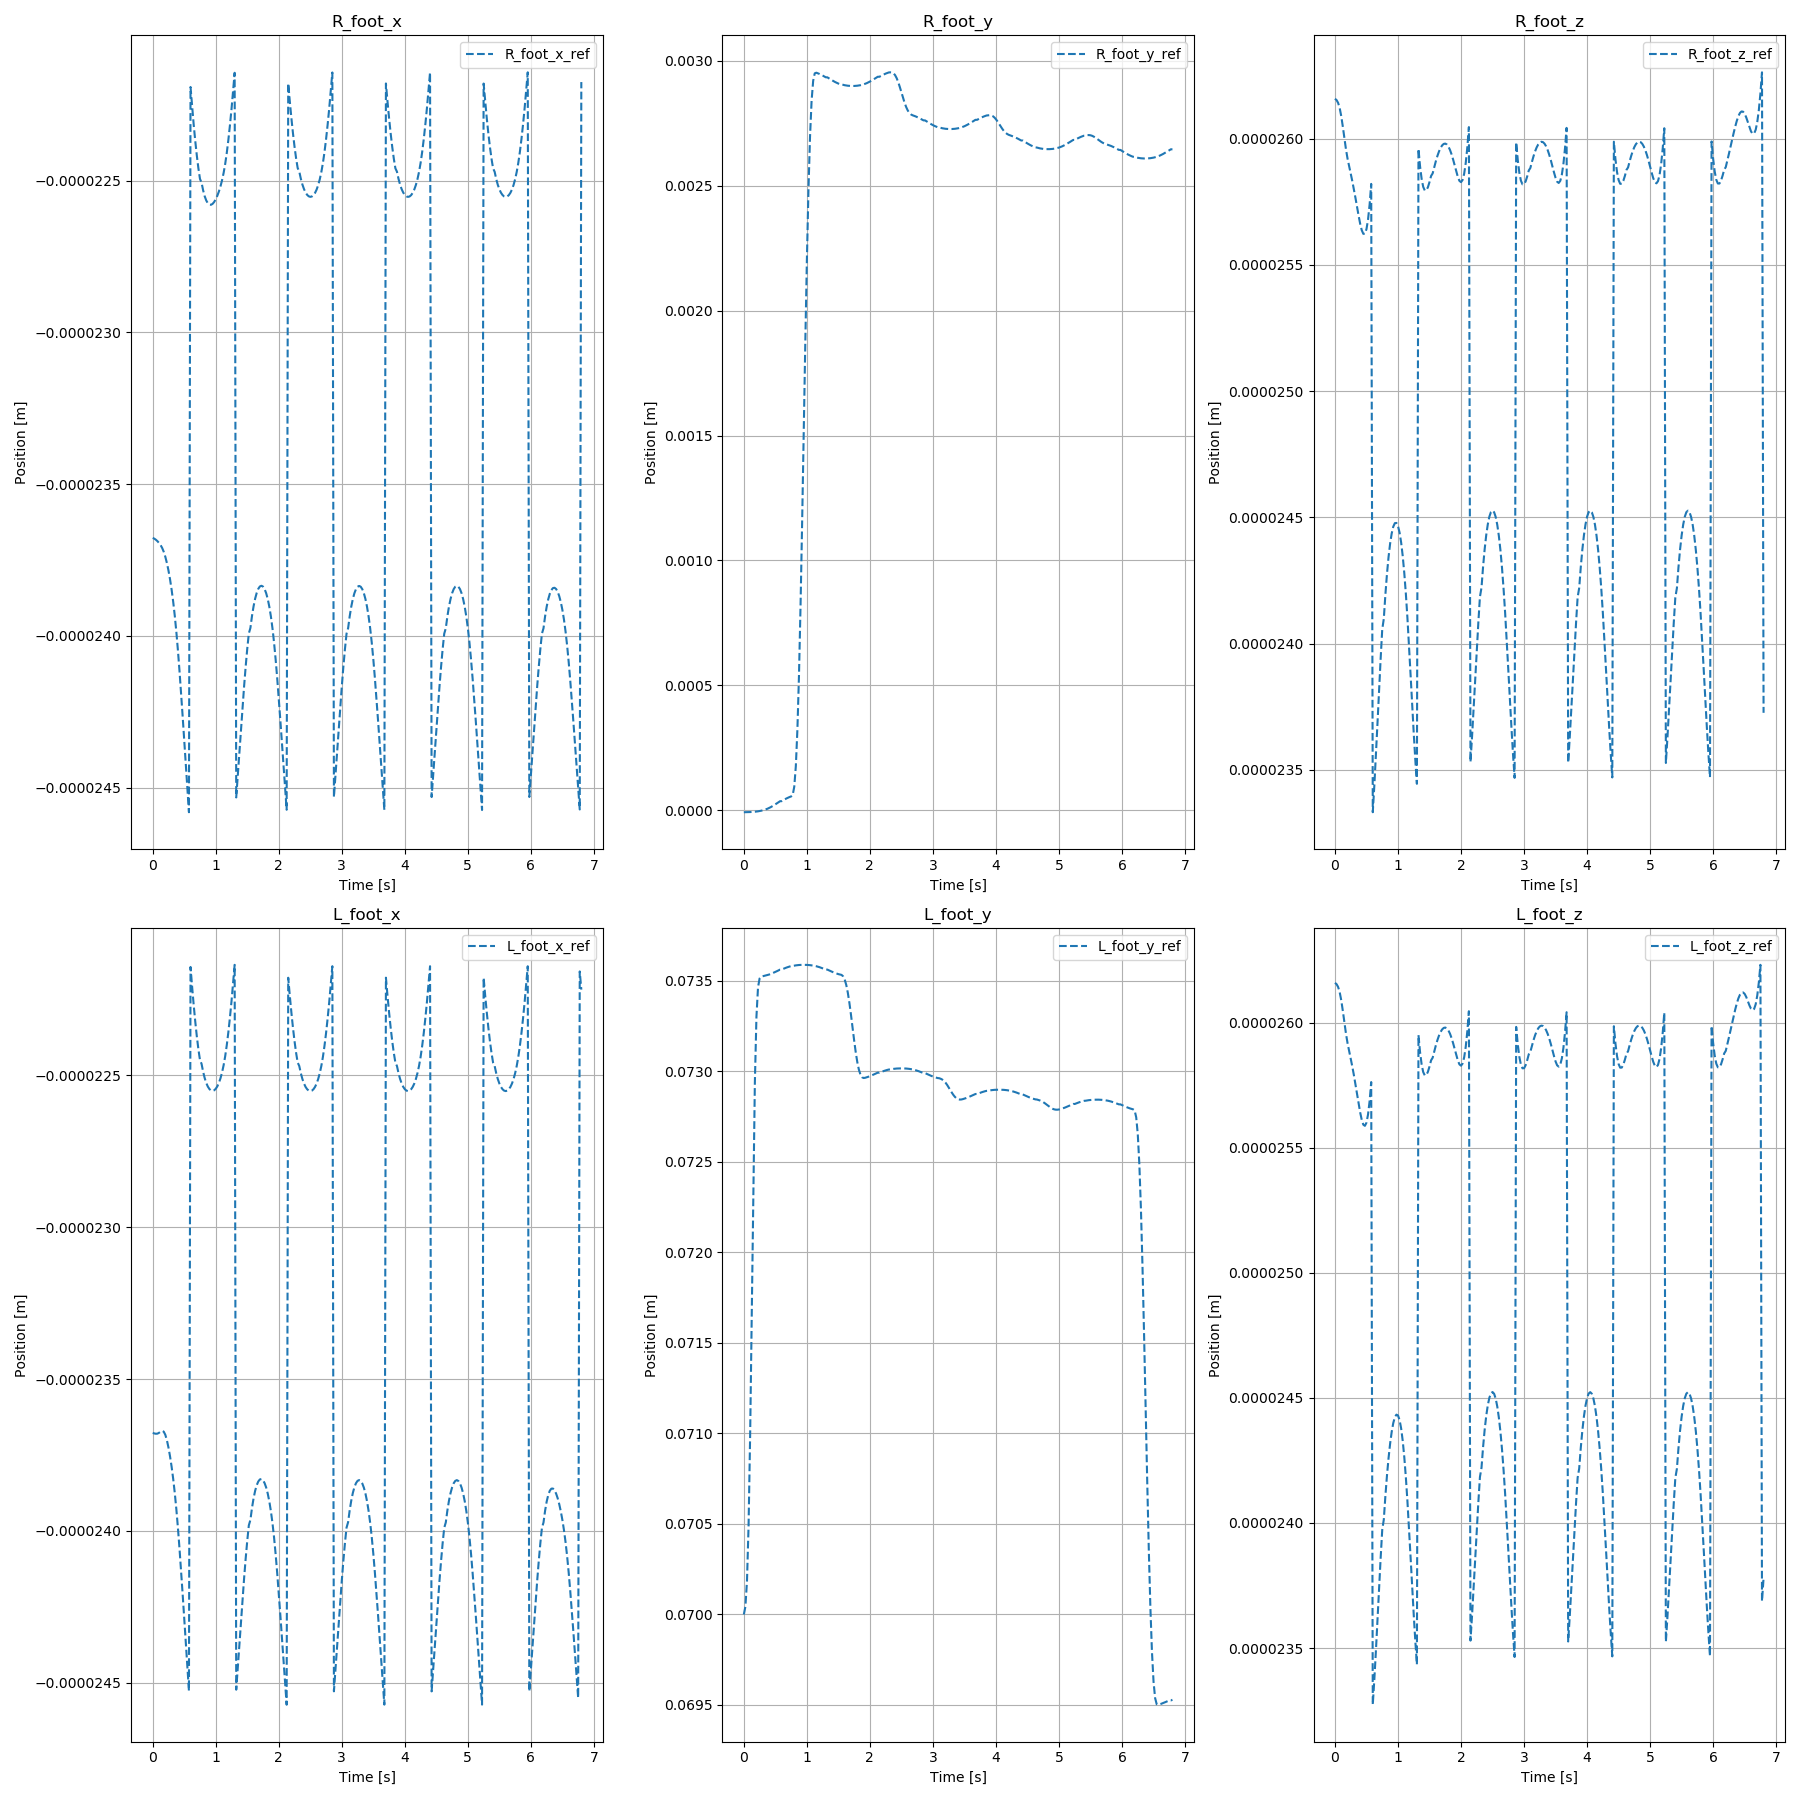 R_foot_x
R_foot_x_ref
−0.0000225
−0.0000230
−0.0000235
−0.0000240
−0.0000245
Position [m]
0 1 2 3 4 5 6 7
Time [s]
R_foot_y
R_foot_y_ref
0.0030
0.0025
0.0020
0.0015
0.0010
0.0005
0.0000
Position [m]
0 1 2 3 4 5 6 7
Time [s]
R_foot_z
R_foot_z_ref
0.0000260
0.0000255
0.0000250
0.0000245
0.0000240
0.0000235
Position [m]
0 1 2 3 4 5 6 7
Time [s]
L_foot_x
L_foot_x_ref
−0.0000225
−0.0000230
−0.0000235
−0.0000240
−0.0000245
Position [m]
0 1 2 3 4 5 6 7
Time [s]
L_foot_y
L_foot_y_ref
0.0735
0.0730
0.0725
0.0720
0.0715
0.0710
0.0705
0.0700
0.0695
Position [m]
0 1 2 3 4 5 6 7
Time [s]
L_foot_z
L_foot_z_ref
0.0000260
0.0000255
0.0000250
0.0000245
0.0000240
0.0000235
Position [m]
0 1 2 3 4 5 6 7
Time [s]